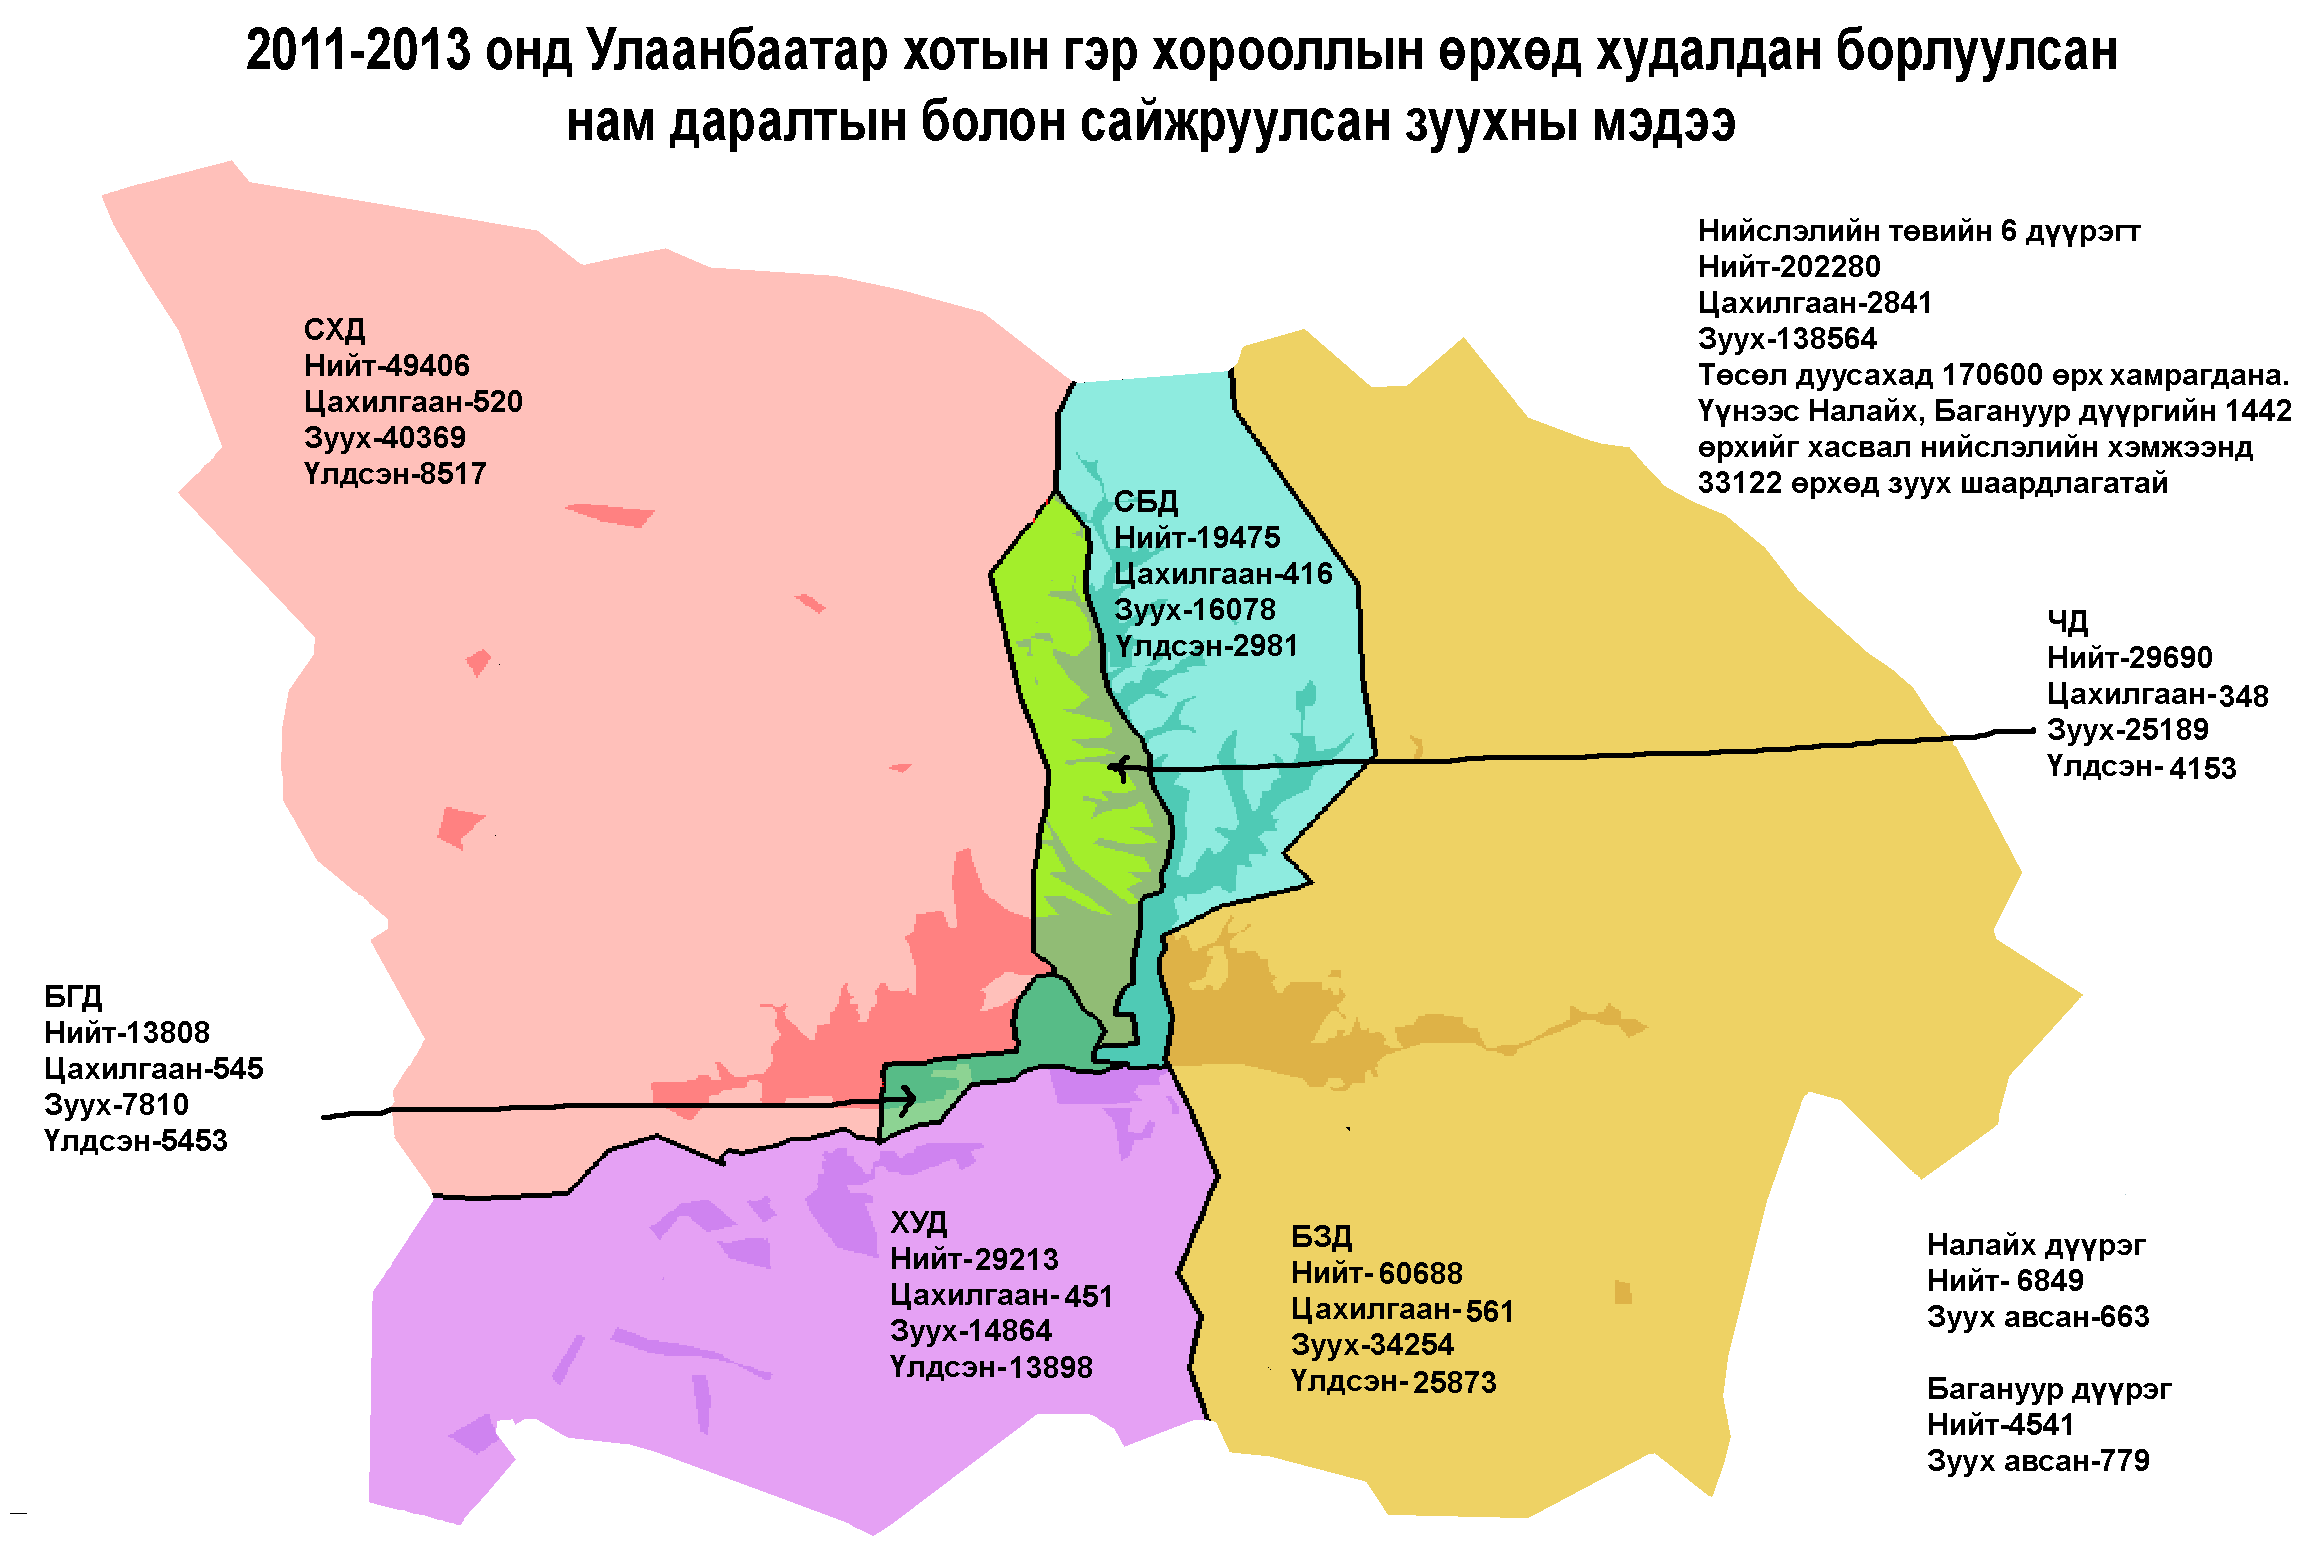 2011-2013 онд Улаанбаатар хотын гэр хорооллын өрхөд худалдан борлуулсан
нам даралтын болон сайжруулсан зуухны мэдээ
Нийслэлийн төвийн 6 дүүрэгт
Нийт-202280
Цахилгаан-2841
Зуух-138564
Төсөл дуусахад 170600 өрх хамрагдана.
Үүнээс Налайх, Багануур дүүргийн 1442
өрхийг хасвал нийслэлийн хэмжээнд
33122 өрхөд зуух шаардлагатай
СХД
Нийт-49406
Цахилгаан-520
Зуух-40369
Үлдсэн-8517
СБД
Нийт-19475
Цахилгаан-416
Зуух-16078
Үлдсэн-2981
ЧД
Нийт-29690
Цахилгаан-348
Зуух-25189
Үлдсэн- 4153
БГД
Нийт-13808
Цахилгаан-545
Зуух-7810
Үлдсэн-5453
ХУД
Нийт-29213
Цахилгаан- 451
Зуух-14864
Үлдсэн-13898
БЗД
Нийт- 60688
Цахилгаан- 561
Зуух-34254
Үлдсэн- 25873
Налайх дүүрэг
Нийт- 6849
Зуух авсан-663
Багануур дүүрэг
Нийт-4541
Зуух авсан-779